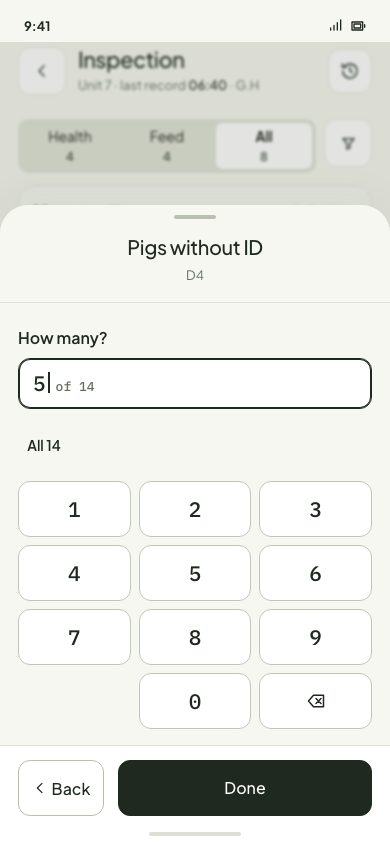 9:41
Inspection
Unit 7 · last record 06:40 · G.H
Health
4
Feed
4
All
8
Pigs without ID
D4
How many?
5 of 14
All 14
1
2
3
4
5
6
7
8
9
0
Back
Done